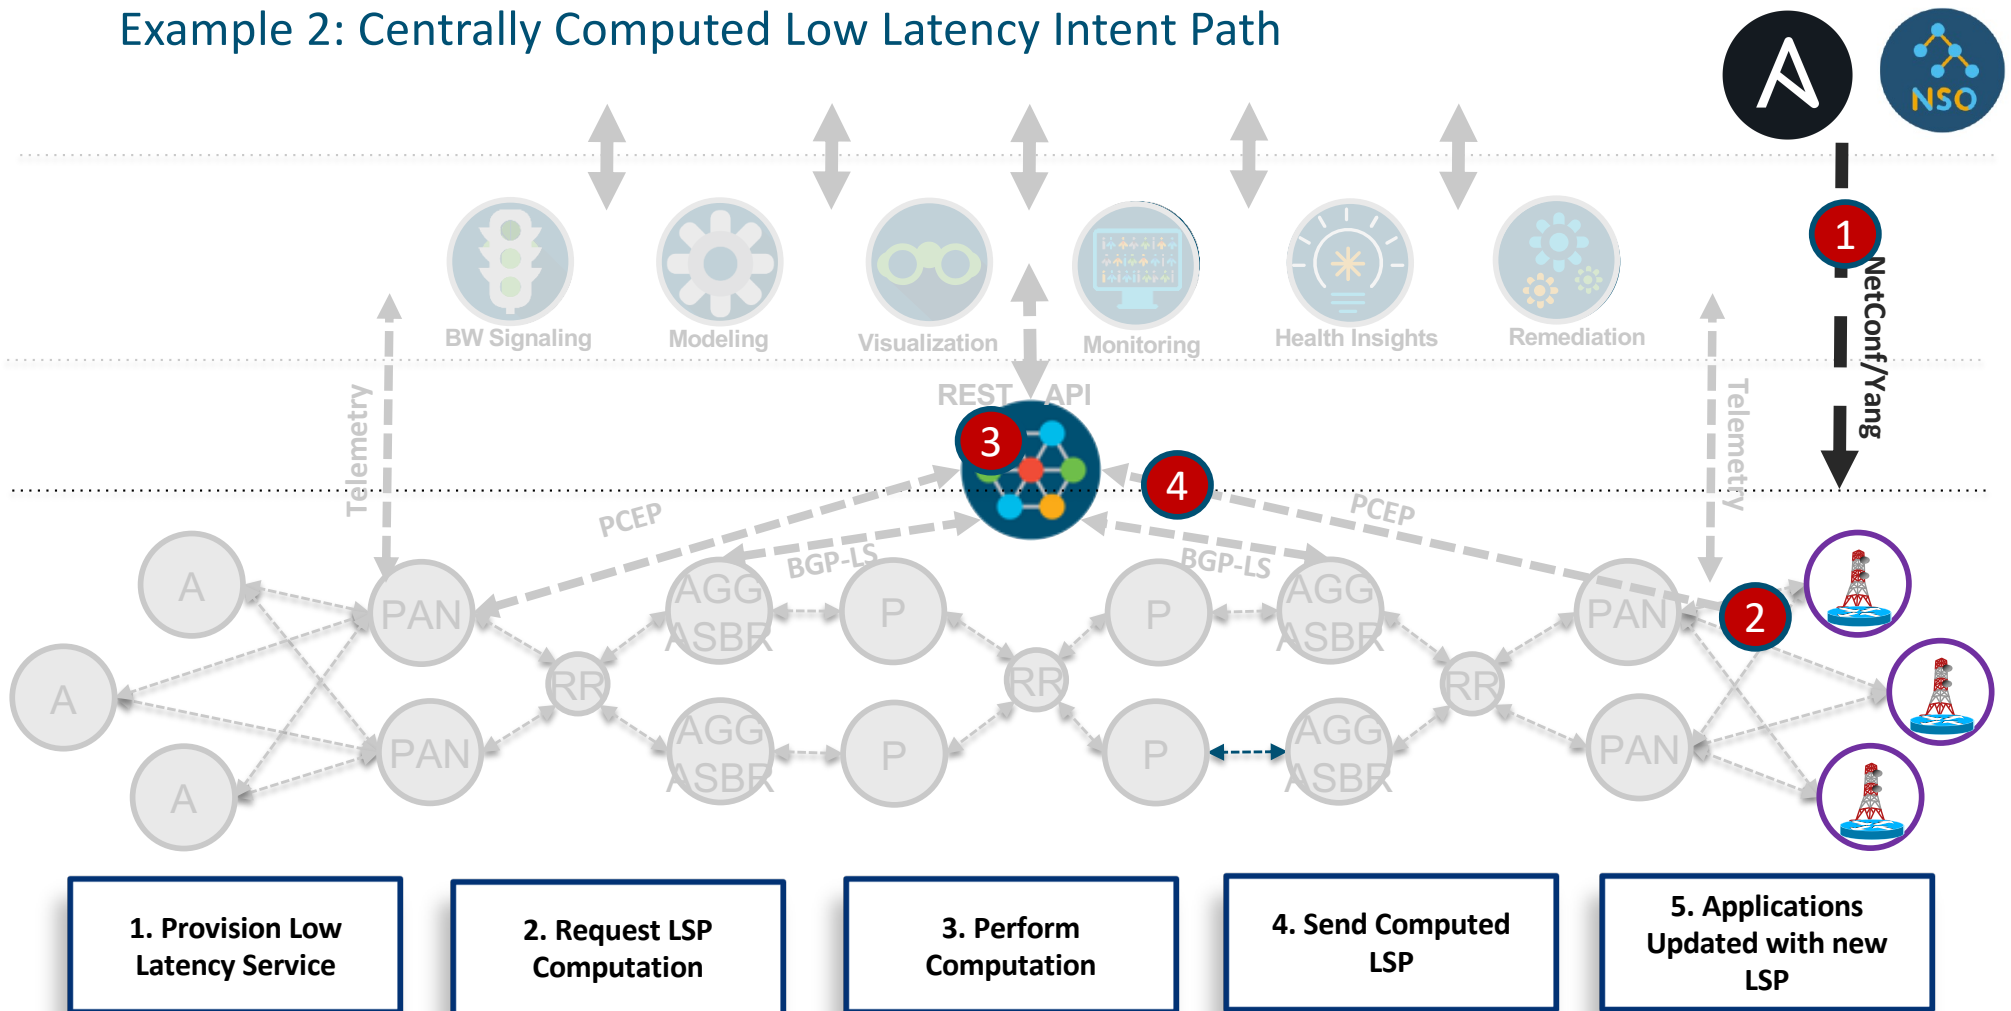 Example 2: Centrally Computed Low Latency Intent Path
NSO
1
NetConf/Yang
BW Signaling
Modeling
Visualization
Monitoring
Health Insights
Remediation
Telemetry
REST API
Telemetry
3
4
PCEP
PCEP
BGP-LS
BGP-LS
A
PAN
AGG
ASBR
P
P
AGG
ASBR
PAN
2
A
RR
RR
RR
A
PAN
AGG
ASBR
P
P
AGG
ASBR
PAN
1. Provision Low
Latency Service
2. Request LSP
Computation
3. Perform
Computation
4. Send Computed
LSP
5. Applications
Updated with new
LSP